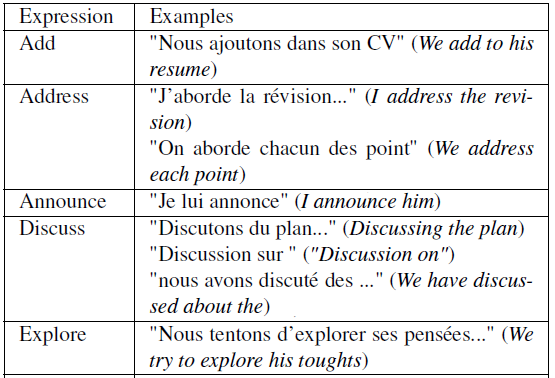 Expression Examples
Add "Nous ajoutons dans son CV" (We add to his
resume)
Address "J'aborde la révision..." (I address the revi-
sion)
"On aborde chacun des point" (We address
each point)
Announce "Je lui annonce" (I announce him)
Discuss "Discutons du plan..." (Discussing the plan)
"Discussion sur " ("Discussion on")
"nous avons discuté des ..." (We have discus-
sed about the)
Explore "Nous tentons d'explorer ses pensées..." (We
try to explore his toughts)